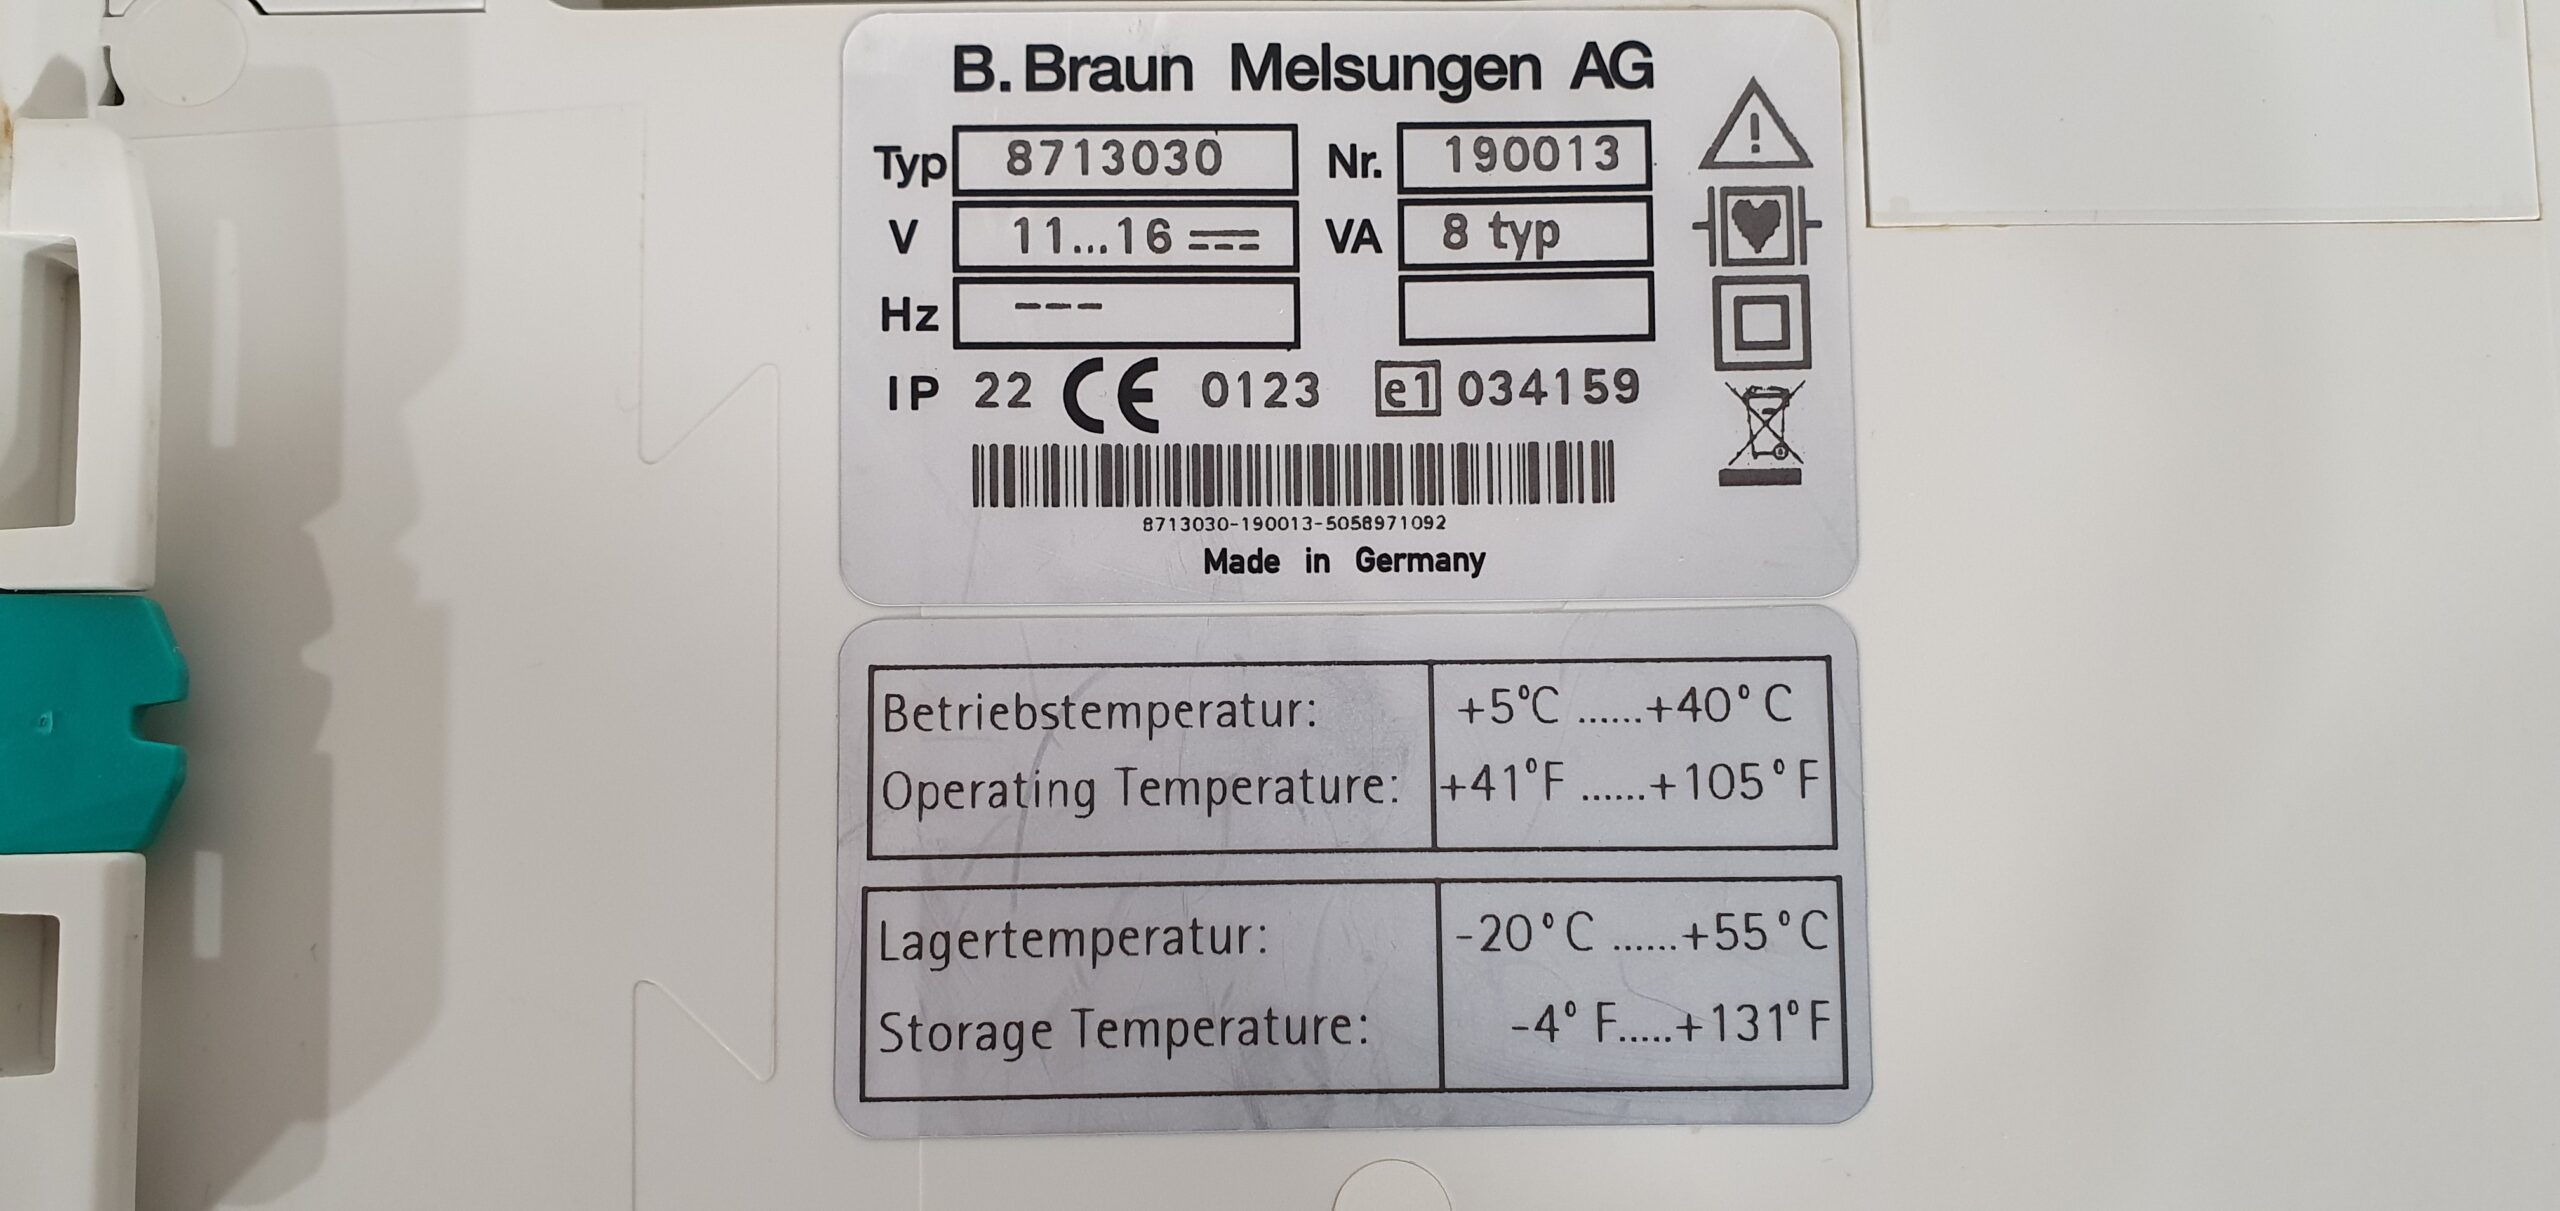 B. Braun Melsungen AG
Typ 8713030 Nr. 190013
V 11...16 VA 8 typ
Hz ---
IP 22 CE 0123 e1 034159
8713030-190013-5058971092
Made in Germany
Betriebstemperatur: +5°C ......+40°C
Operating Temperature: +41°F ......+105°F
Lagertemperatur: -20°C ......+55°C
Storage Temperature: -4°F.....+131°F